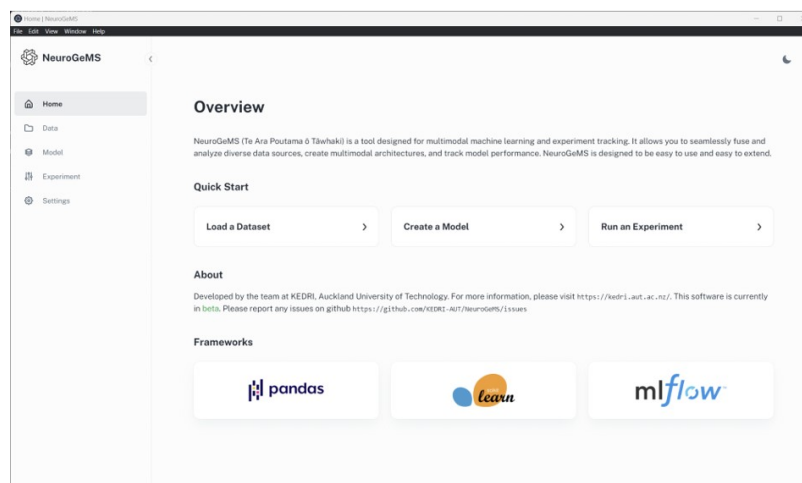 Home | NeuroGeMS
File Edit View Window Help
NeuroGeMS
Home
Data
Model
Experiment
Settings
Overview
NeuroGeMS (Te Ara Poutama ō Tāwhaki) is a tool designed for multimodal machine learning and experiment tracking. It allows you to seamlessly fuse and
analyze diverse data sources, create multimodal architectures, and track model performance. NeuroGeMS is designed to be easy to use and easy to extend.
Quick Start
Load a Dataset
Create a Model
Run an Experiment
About
Developed by the team at KEDRI, Auckland University of Technology. For more information, please visit https://kedri.aut.ac.nz/. This software is currently
in beta. Please report any issues on github https://github.com/KEDRI-AUT/NeuroGeMS/issues
Frameworks
pandas
learn
mlflow